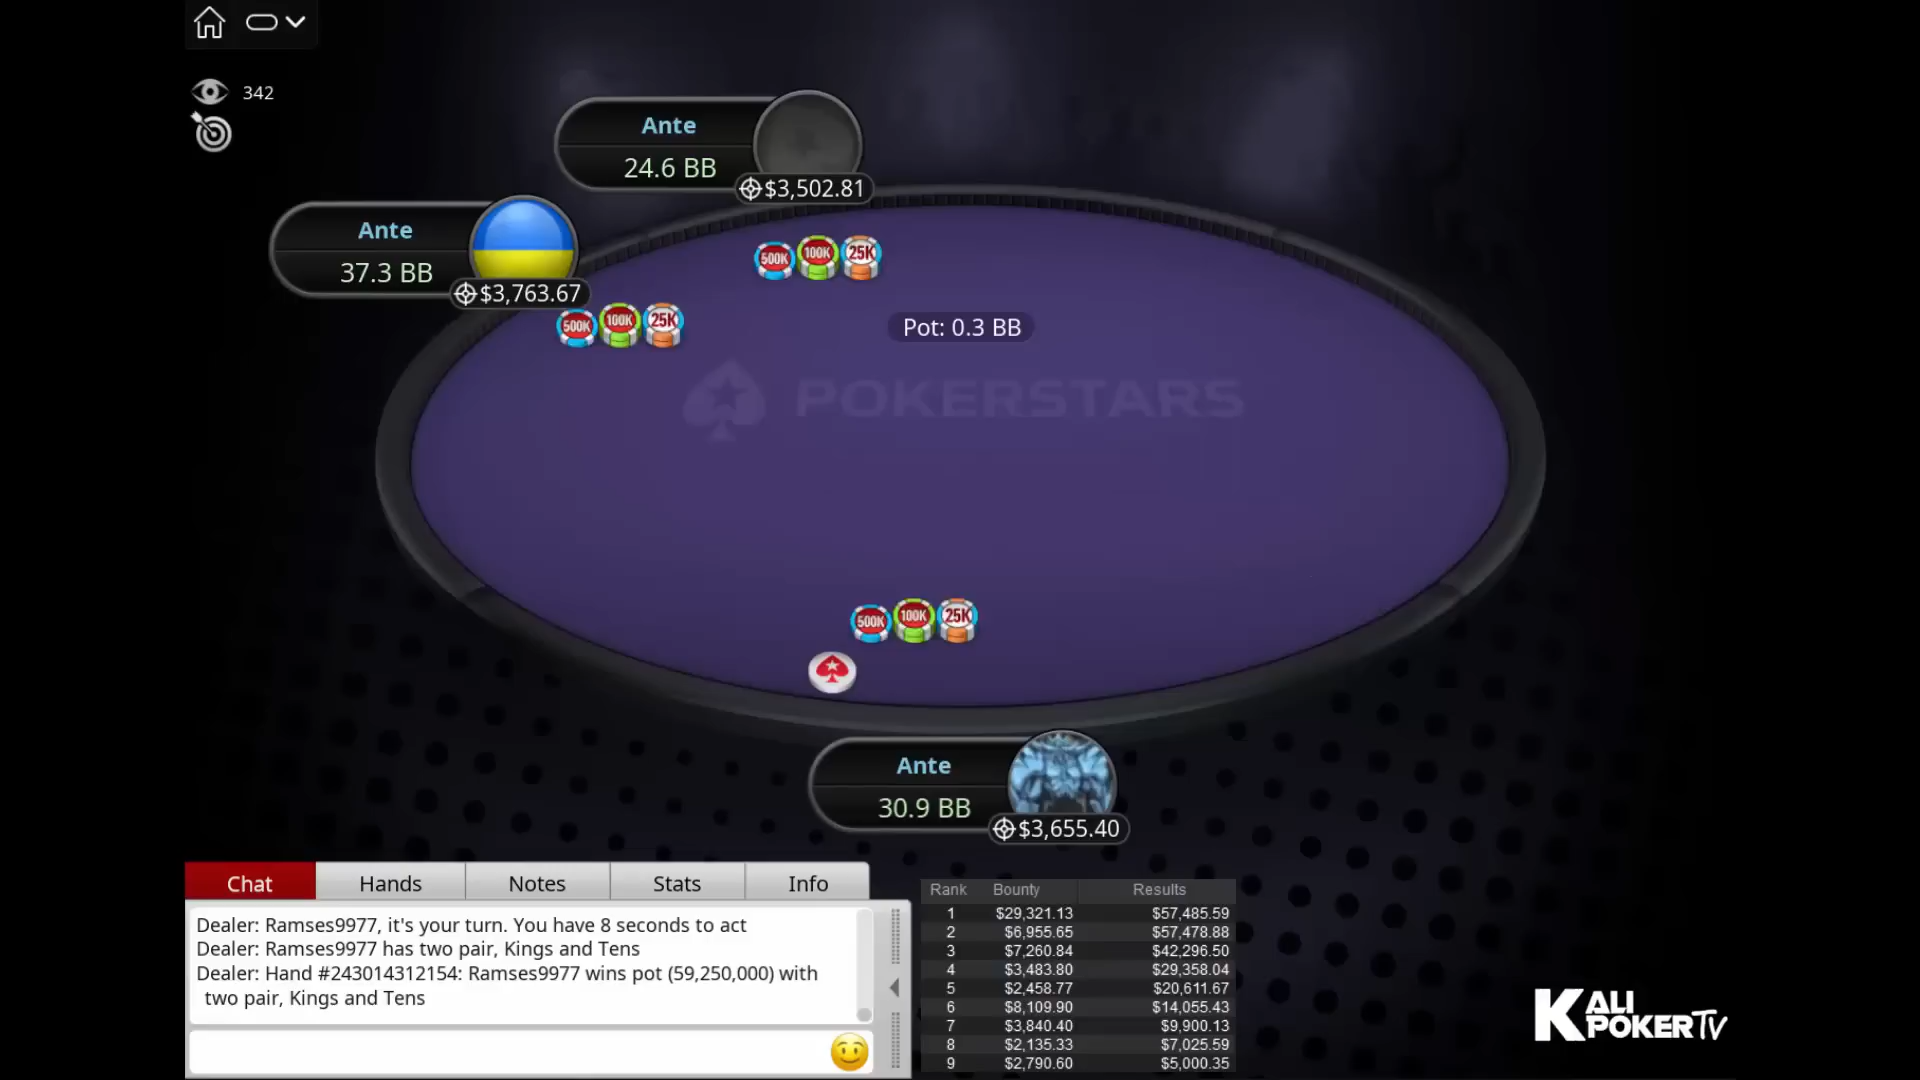 342
Ante
24.6 BB
$3,502.81
Ante
37.3 BB
$3,763.67
500K 100K 25K
500K 100K 25K
Pot: 0.3 BB
POKERSTARS
500K 100K 25K
Ante
30.9 BB
$3,655.40
Chat Hands Notes Stats Info
Dealer: Ramses9977, it's your turn. You have 8 seconds to act
Dealer: Ramses9977 has two pair, Kings and Tens
Dealer: Hand #243014312154: Ramses9977 wins pot (59,250,000) with
two pair, Kings and Tens
Rank Bounty Results
1 $29,321.13 $57,485.59
2 $6,955.65 $57,478.88
3 $7,260.84 $42,296.50
4 $3,483.80 $29,358.04
5 $2,458.77 $20,611.67
6 $8,109.90 $14,055.43
7 $3,840.40 $9,900.13
8 $2,135.33 $7,025.59
9 $2,790.60 $5,000.35
KALI
POKER TV